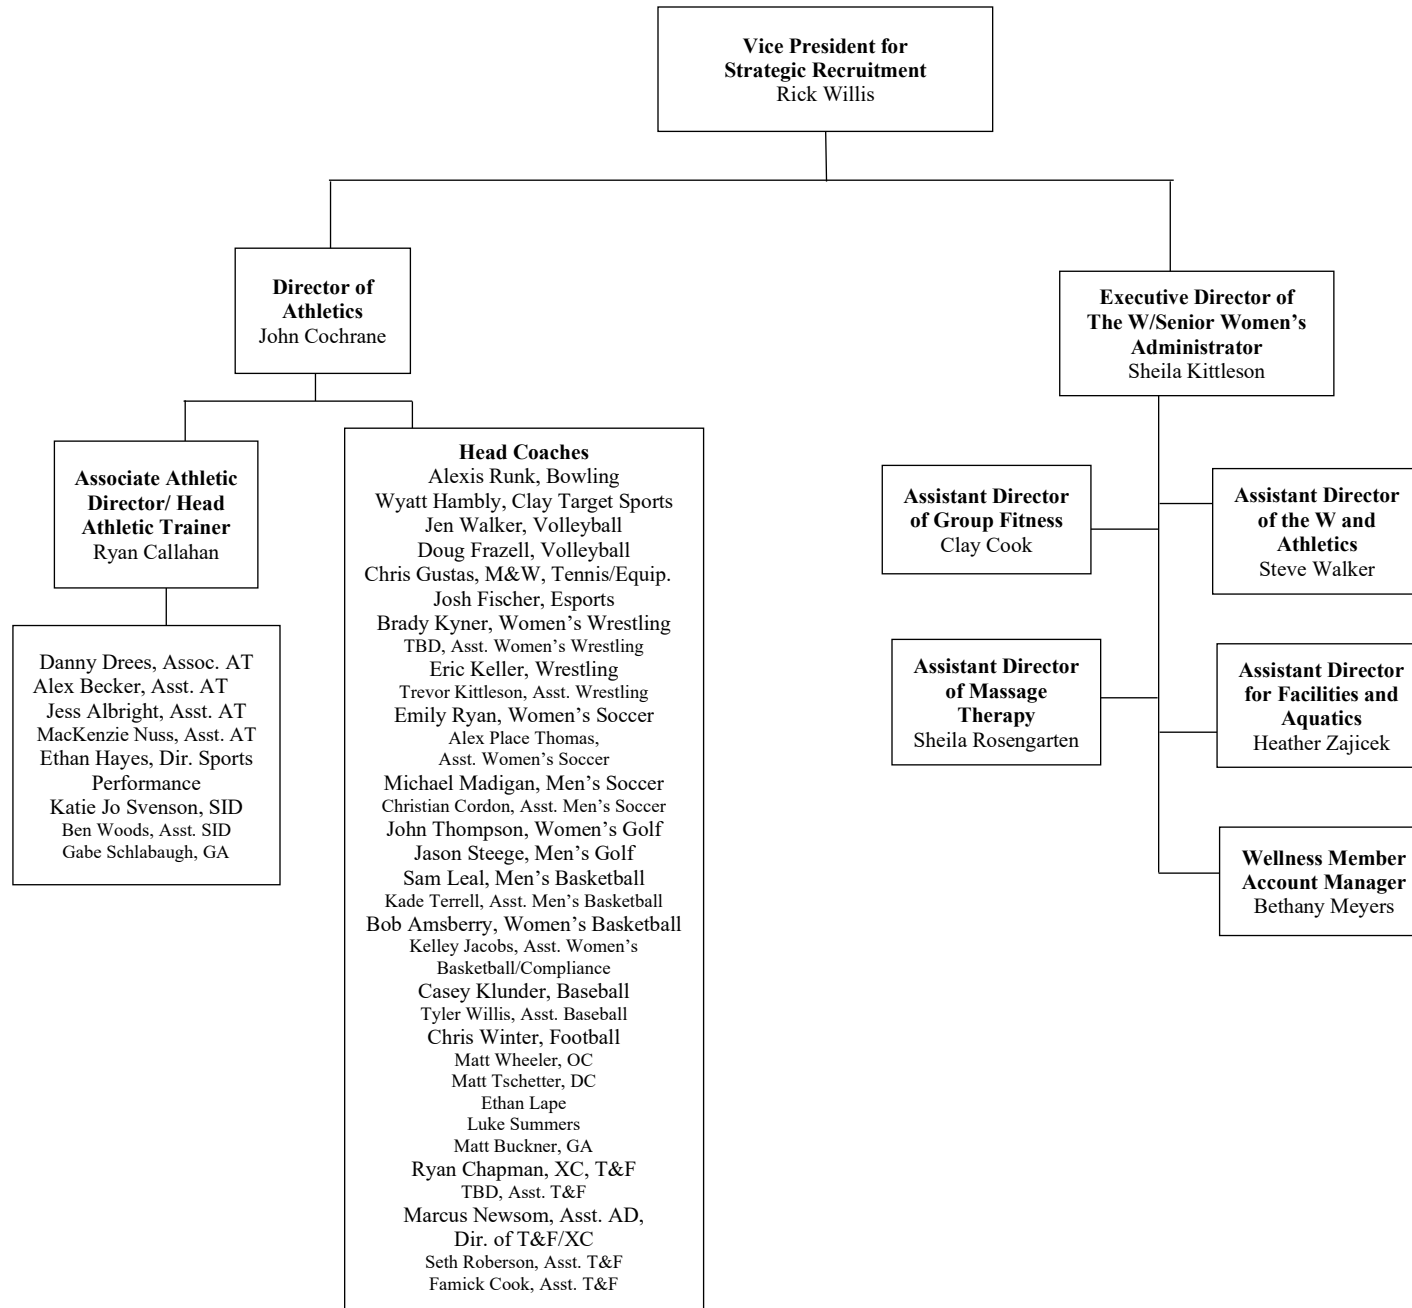 Vice President for
Strategic Recruitment
Rick Willis
Director of
Athletics
John Cochrane
Executive Director of
The W/Senior Women’s
Administrator
Sheila Kittleson
Associate Athletic
Director/ Head
Athletic Trainer
Ryan Callahan
Danny Drees, Assoc. AT
Alex Becker, Asst. AT
Jess Albright, Asst. AT
MacKenzie Nuss, Asst. AT
Ethan Hayes, Dir. Sports
Performance
Katie Jo Svenson, SID
Ben Woods, Asst. SID
Gabe Schlabaugh, GA
Head Coaches
Alexis Runk, Bowling
Wyatt Hambly, Clay Target Sports
Jen Walker, Volleyball
Doug Frazell, Volleyball
Chris Gustas, M&W, Tennis/Equip.
Josh Fischer, Esports
Brady Kyner, Women’s Wrestling
TBD, Asst. Women’s Wrestling
Eric Keller, Wrestling
Trevor Kittleson, Asst. Wrestling
Emily Ryan, Women’s Soccer
Alex Place Thomas,
Asst. Women’s Soccer
Michael Madigan, Men’s Soccer
Christian Cordon, Asst. Men’s Soccer
John Thompson, Women’s Golf
Jason Steege, Men’s Golf
Sam Leal, Men’s Basketball
Kade Terrell, Asst. Men’s Basketball
Bob Amsberry, Women’s Basketball
Kelley Jacobs, Asst. Women’s
Basketball/Compliance
Casey Klunder, Baseball
Tyler Willis, Asst. Baseball
Chris Winter, Football
Matt Wheeler, OC
Matt Tschetter, DC
Ethan Lape
Luke Summers
Matt Buckner, GA
Ryan Chapman, XC, T&F
TBD, Asst. T&F
Marcus Newsom, Asst. AD,
Dir. of T&F/XC
Seth Roberson, Asst. T&F
Famick Cook, Asst. T&F
Assistant Director
of Group Fitness
Clay Cook
Assistant Director
of the W and
Athletics
Steve Walker
Assistant Director
of Massage
Therapy
Sheila Rosengarten
Assistant Director
for Facilities and
Aquatics
Heather Zajicek
Wellness Member
Account Manager
Bethany Meyers